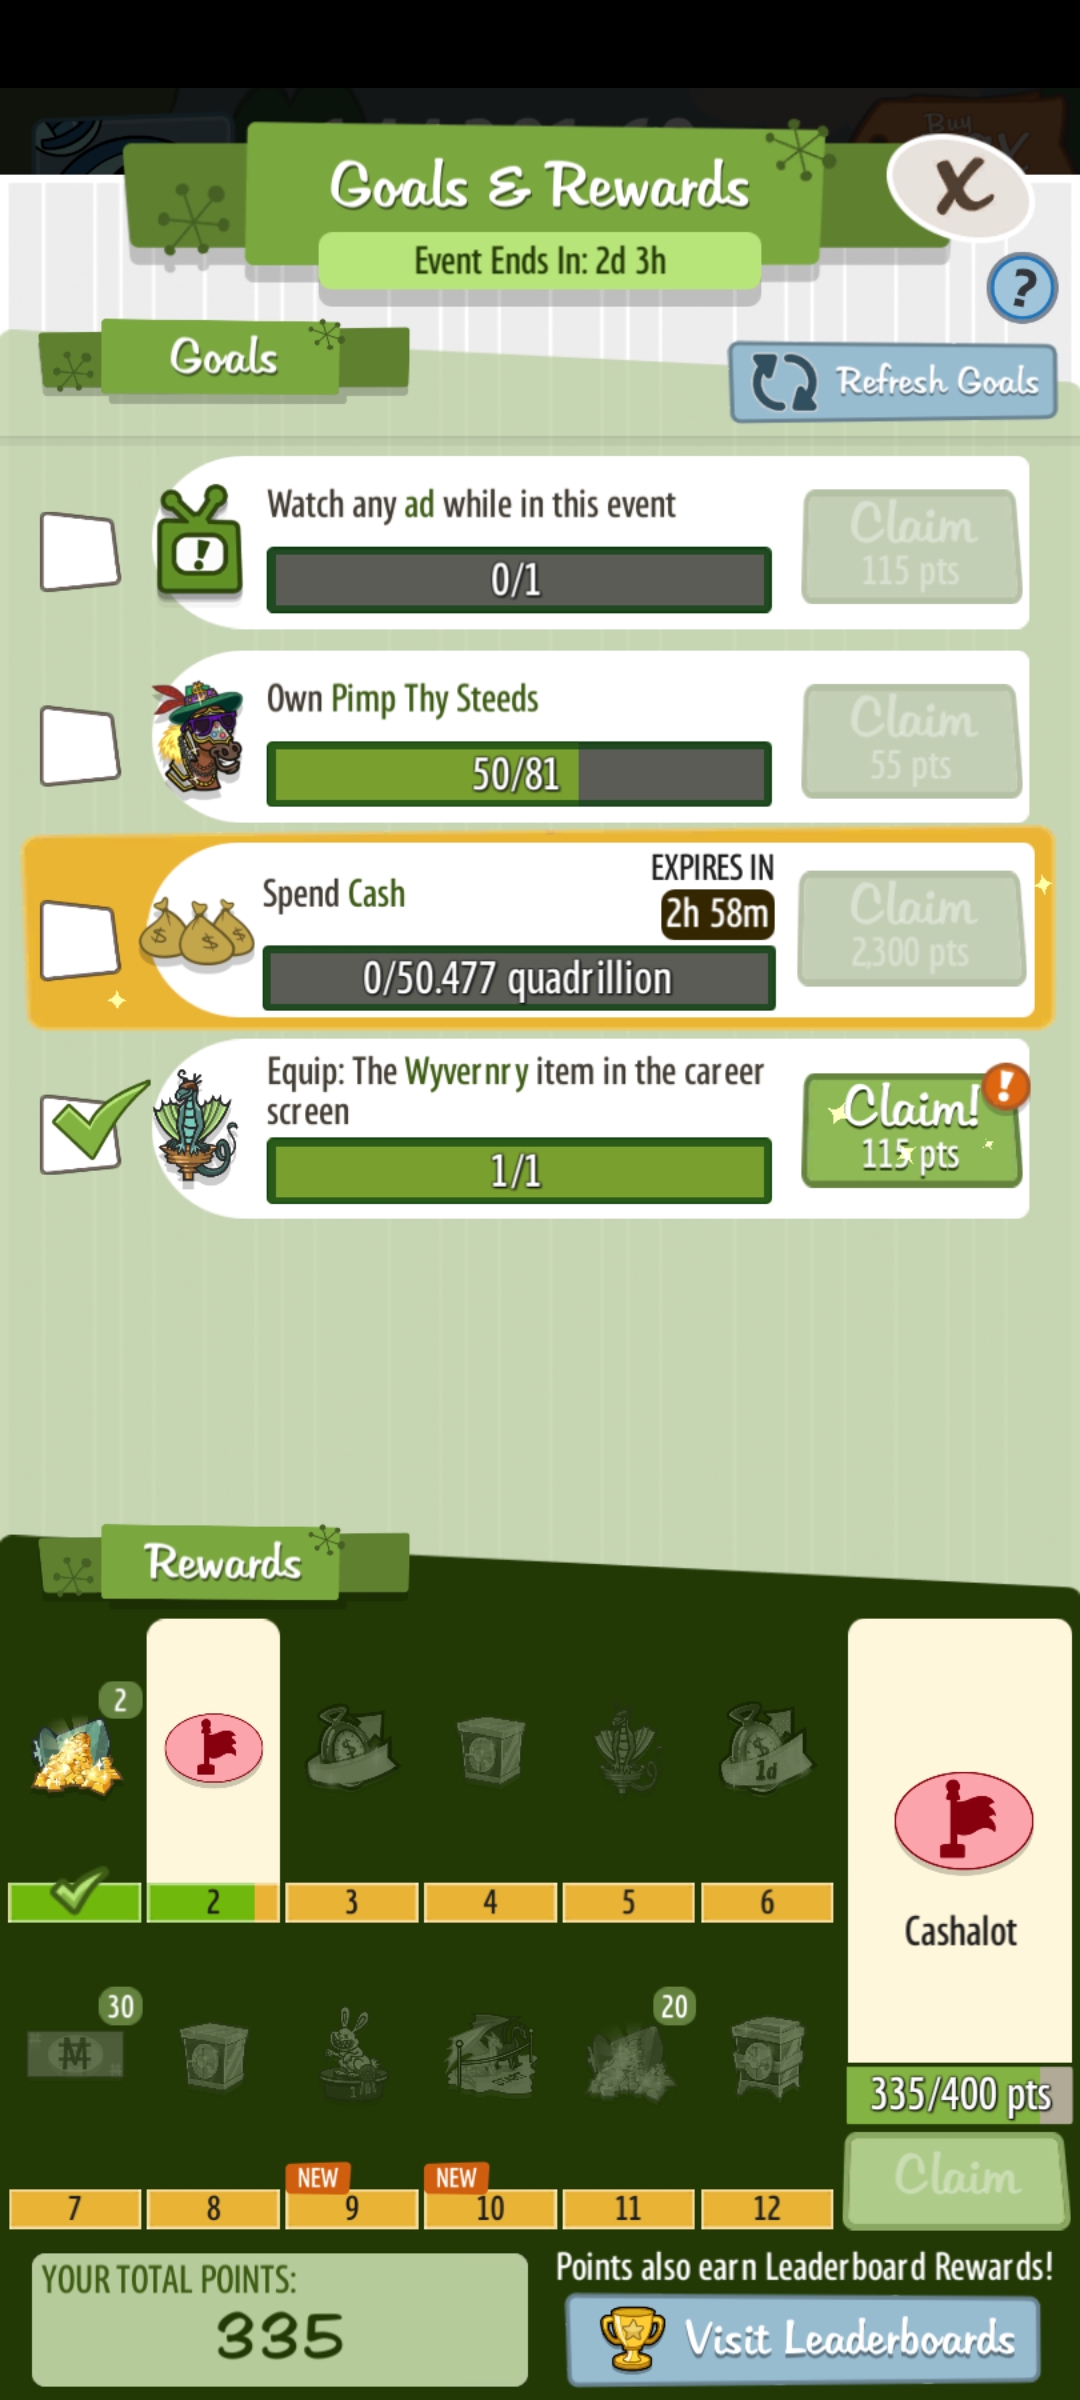 Buy
X
Goals & Rewards
Event Ends In: 2d 3h
?
Goals
Refresh Goals
Watch any ad while in this event
0/1
Claim
115 pts
Own Pimp Thy Steeds
50/81
Claim
55 pts
EXPIRES IN
Spend Cash
2h 58m
0/50.477 quadrillion
Claim
2,300 pts
Equip: The Wyvernry item in the career
screen
1/1
Claim!
115 pts
!
Rewards
2
1d
2
3
4
5
6
Cashalot
30
20
335/400 pts
Claim
NEW
NEW
7
8
9
10
11
12
YOUR TOTAL POINTS:
335
Points also earn Leaderboard Rewards!
Visit Leaderboards